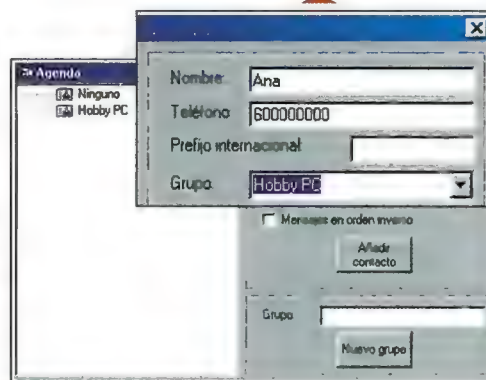 Agenda
Ninguno
Hobby PC
Nombre: Ana
Teléfono 600000000
Prefijo internacional:
Grupo Hobby PC
Mensajes en orden inverso
Añadir
contacto
Grupo
Nuevo grupo